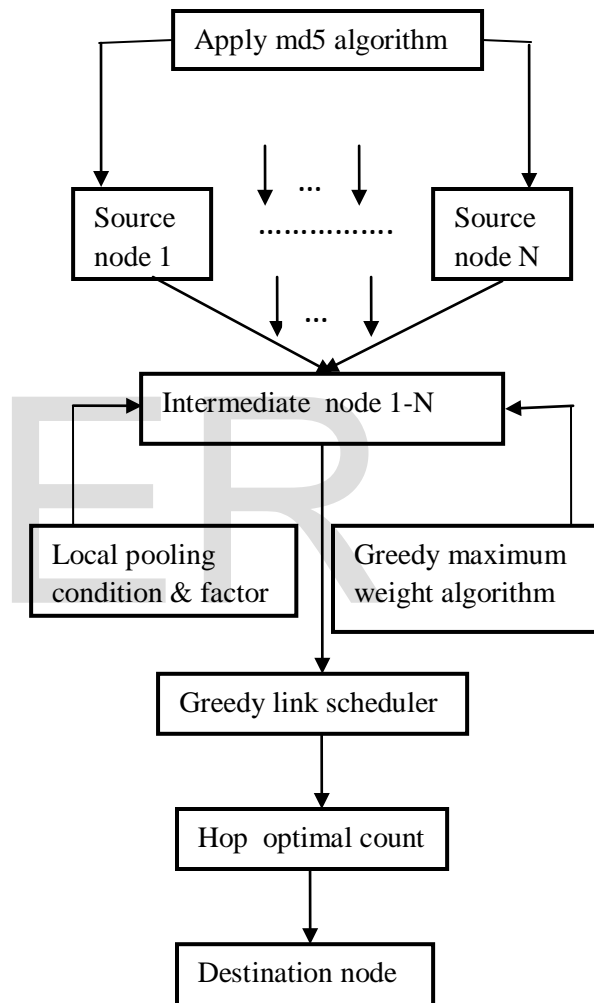 Apply md5 algorithm
...
Source
node 1
................
Source
node N
...
Intermediate node 1-N
ER
Local pooling
condition & factor
Greedy maximum
weight algorithm
Greedy link scheduler
Hop optimal count
Destination node